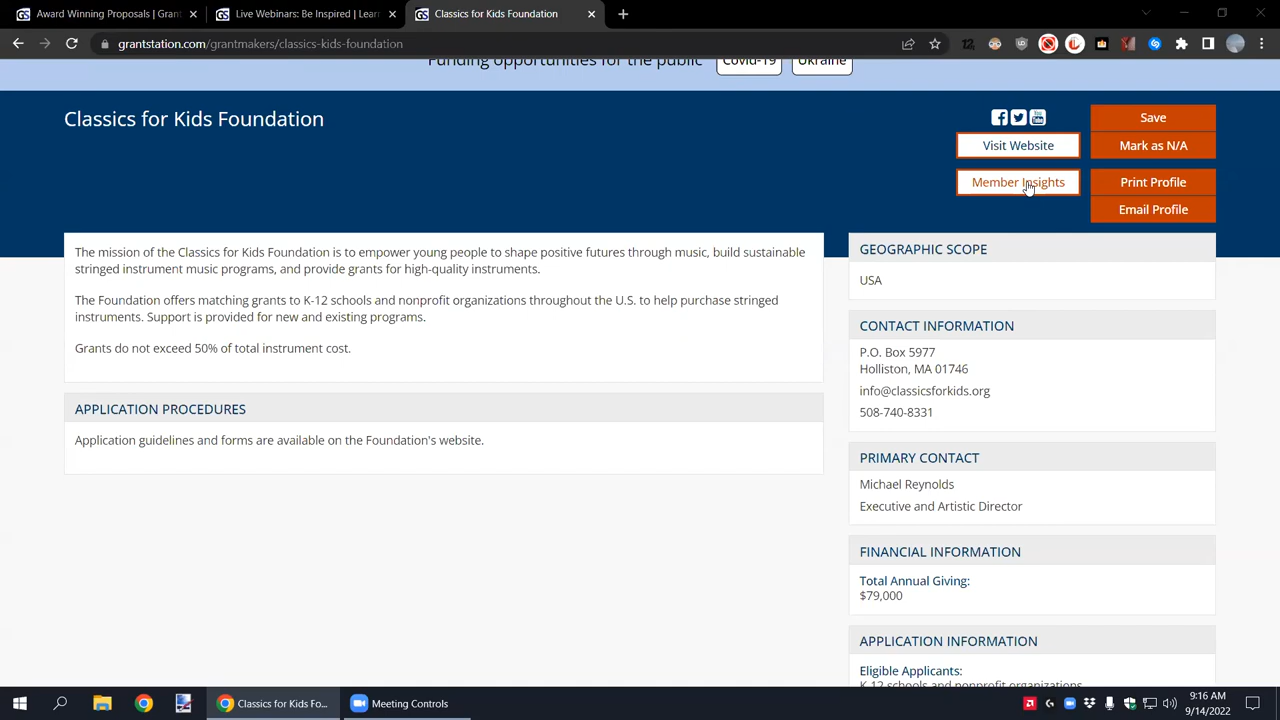 Award Winning Proposals | Grant
Live Webinars: Be Inspired | Lear
Classics for Kids Foundation
grantstation.com/grantmakers/classics-kids-foundation
Funding opportunities for the public
Covid-19
Ukraine
Classics for Kids Foundation
Save
Visit Website
Mark as N/A
Member Insights
Print Profile
Email Profile
The mission of the Classics for Kids Foundation is to empower young people to shape positive futures through music, build sustainable
stringed instrument music programs, and provide grants for high-quality instruments.
The Foundation offers matching grants to K-12 schools and nonprofit organizations throughout the U.S. to help purchase stringed
instruments. Support is provided for new and existing programs.
Grants do not exceed 50% of total instrument cost.
APPLICATION PROCEDURES
Application guidelines and forms are available on the Foundation's website.
GEOGRAPHIC SCOPE
USA
CONTACT INFORMATION
P.O. Box 5977
Holliston, MA 01746
info@classicsforkids.org
508-740-8331
PRIMARY CONTACT
Michael Reynolds
Executive and Artistic Director
FINANCIAL INFORMATION
Total Annual Giving:
$79,000
APPLICATION INFORMATION
Eligible Applicants:
K-12 schools and nonprofit organizations
Classics for Kids Fo...
Meeting Controls
9:16 AM
9/14/2022